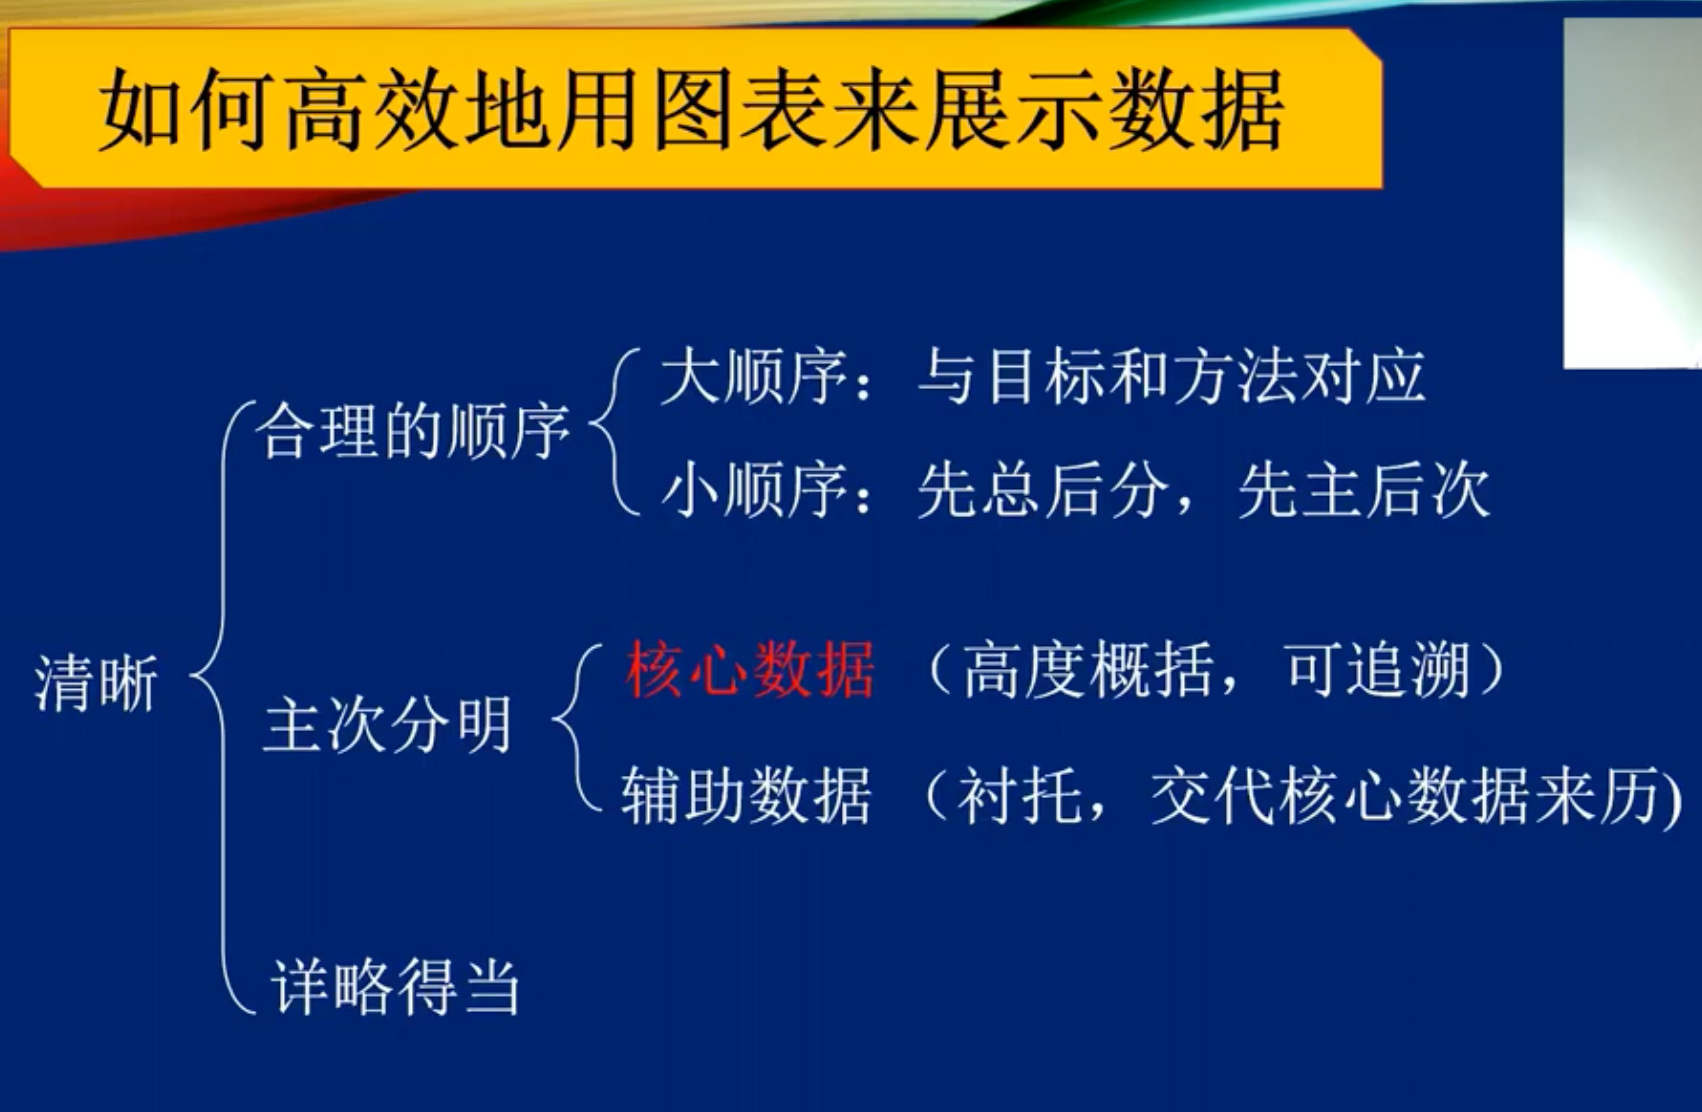 如何高效地用图表来展示数据
大顺序：与目标和方法对应
合理的顺序
小顺序：先总后分，先主后次
清晰
核心数据（高度概括，可追溯）
主次分明
辅助数据（衬托，交代核心数据来历)
详略得当